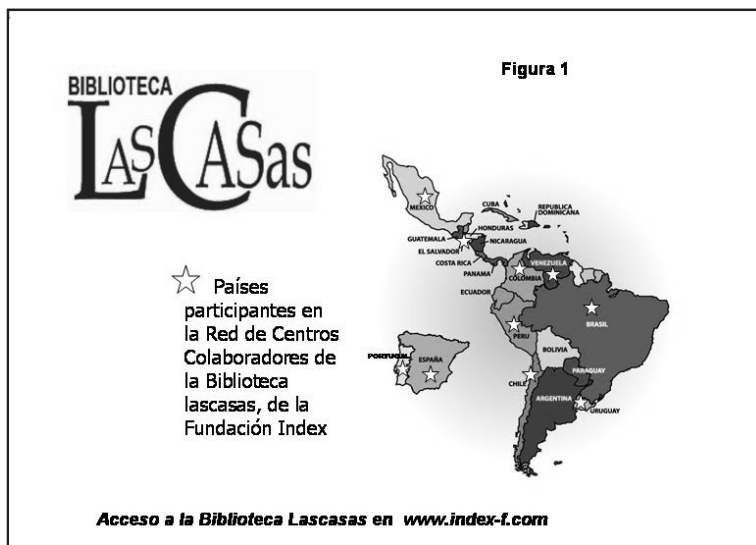 Figura 1
BIBLIOTECA
LASCASas
Países
participantes en
la Red de Centros
Colaboradores de
la Biblioteca
lascasas, de la
Fundación Index
MEXICO
CUBA
REPUBLICA
DOMINICANA
HONDURAS
GUATEMALA
NICARAGUA
EL SALVADOR
COSTA RICA
PANAMA
VENEZUELA
COLOMBIA
ECUADOR
BRASIL
PERU
BOLIVIA
PORTUGAL
ESPAÑA
PARAGUAY
CHILE
ARGENTINA
URUGUAY
Acceso a la Biblioteca Lascasas en www.index-f.com